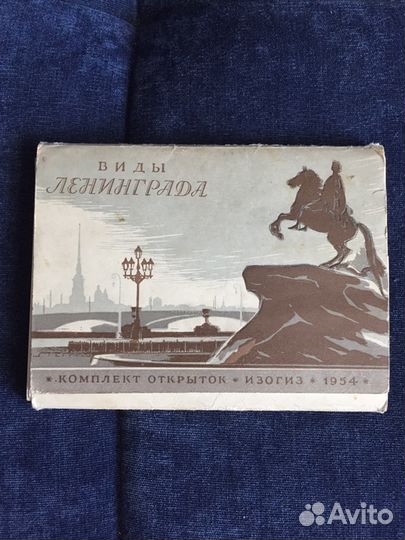 ВИДЫ
ЛЕНИНГРАДА
★ КОМПЛЕКТ ОТКРЫТОК ★ ИЗОГИЗ ★ 1954 ★
Avito